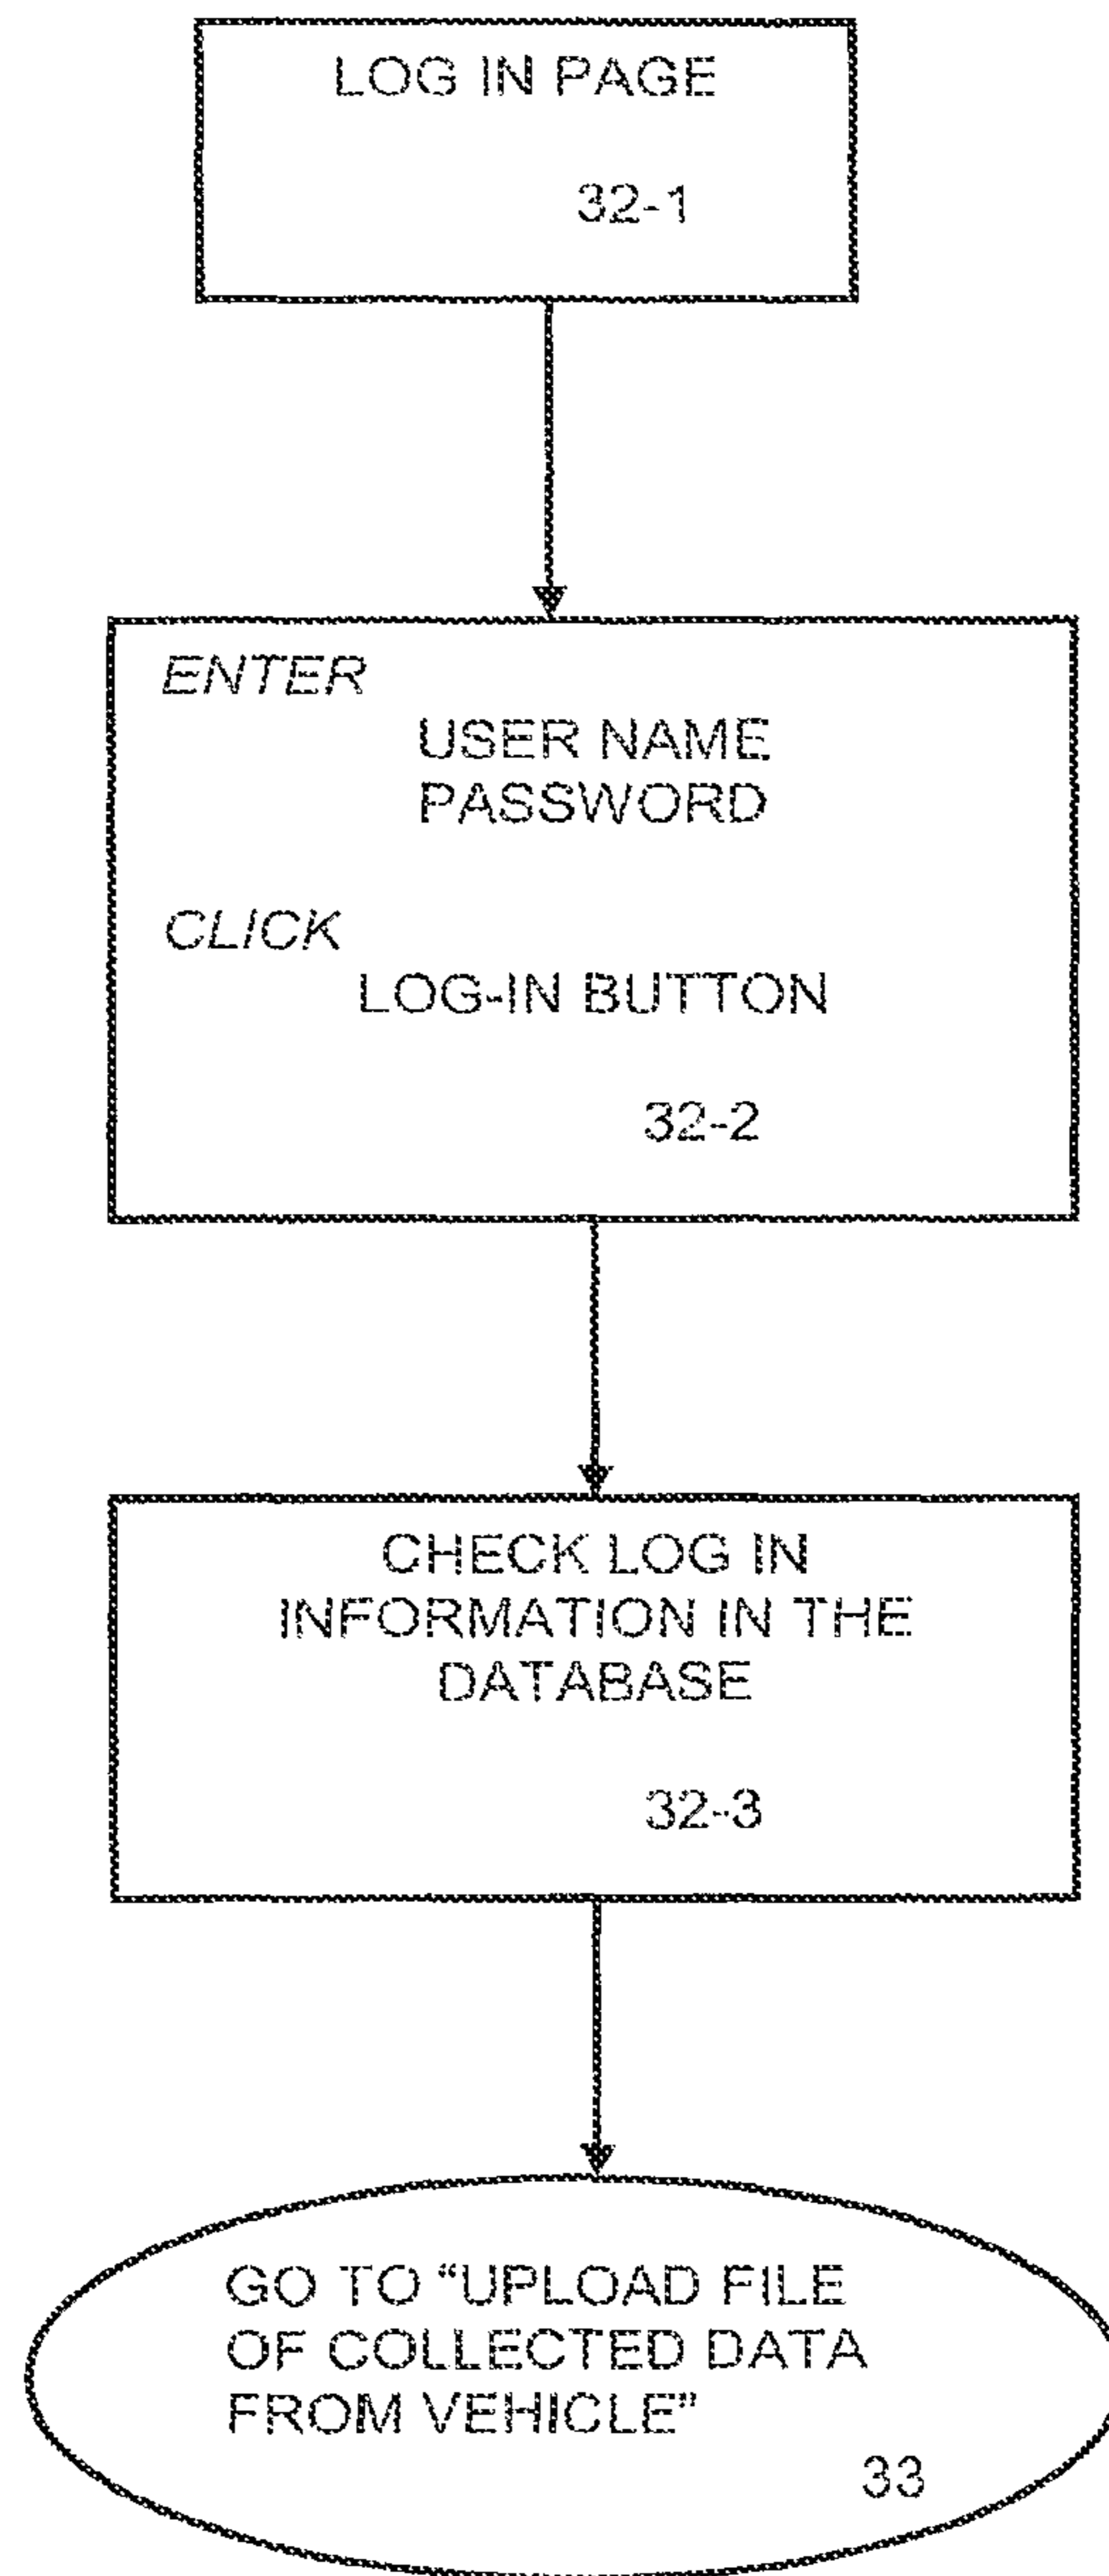 LOG IN PAGE
32-1
ENTER
USER NAME
PASSWORD
CLICK
LOG-IN BUTTON
32-2
CHECK LOG IN
INFORMATION IN THE
DATABASE
32-3
GO TO “UPLOAD FILE
OF COLLECTED DATA
FROM VEHICLE”
33